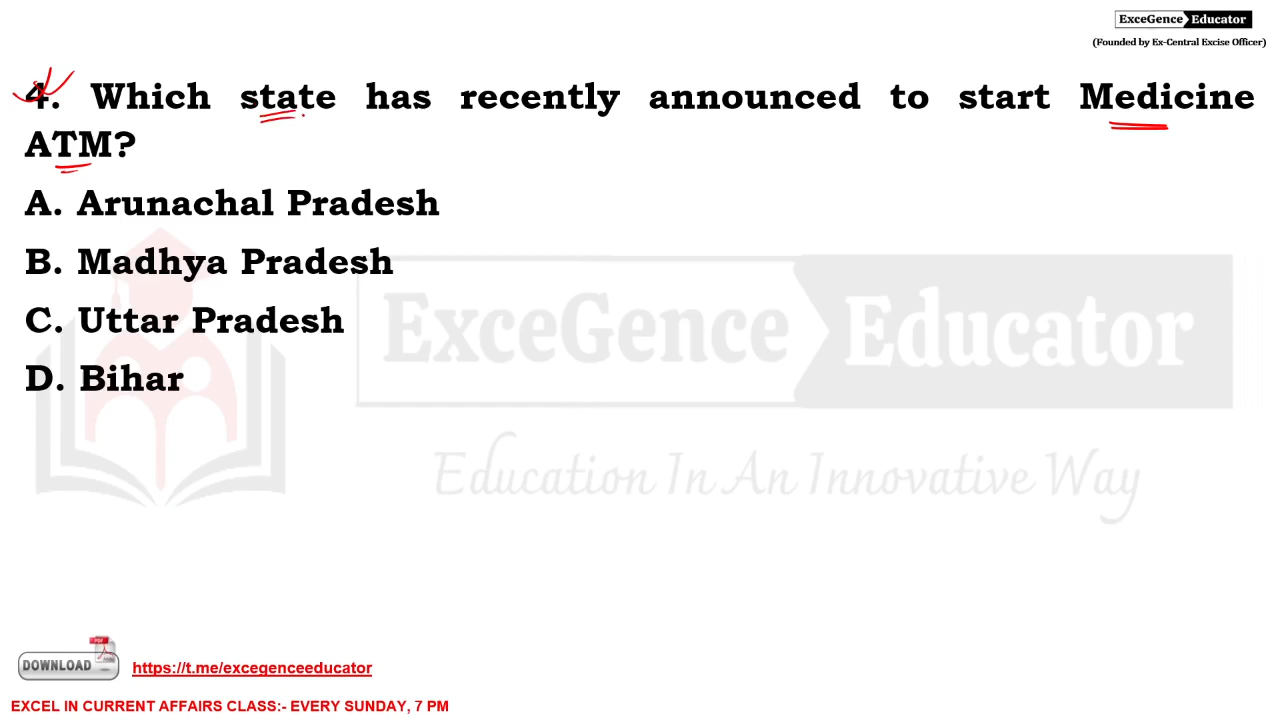 ExceGence Educator
(Founded by Ex-Central Excise Officer)
4. Which state has recently announced to start Medicine
ATM?
A. Arunachal Pradesh
B. Madhya Pradesh
C. Uttar Pradesh
D. Bihar
ExceGence Educator
Education In An Innovative Way
PDF
DOWNLOAD
https://t.me/excegenceeducator
EXCEL IN CURRENT AFFAIRS CLASS:- EVERY SUNDAY, 7 PM